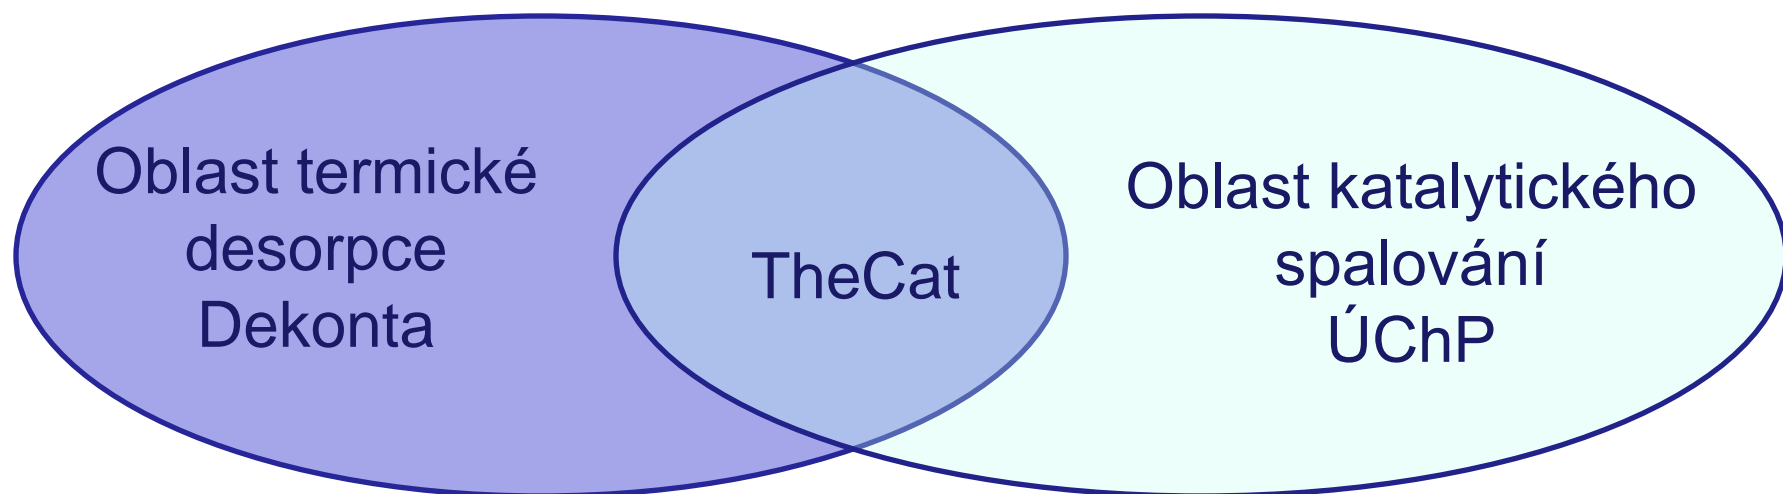 Oblast termické
desorpce
Dekonta
TheCat
Oblast katalytického
spalování
ÚChP